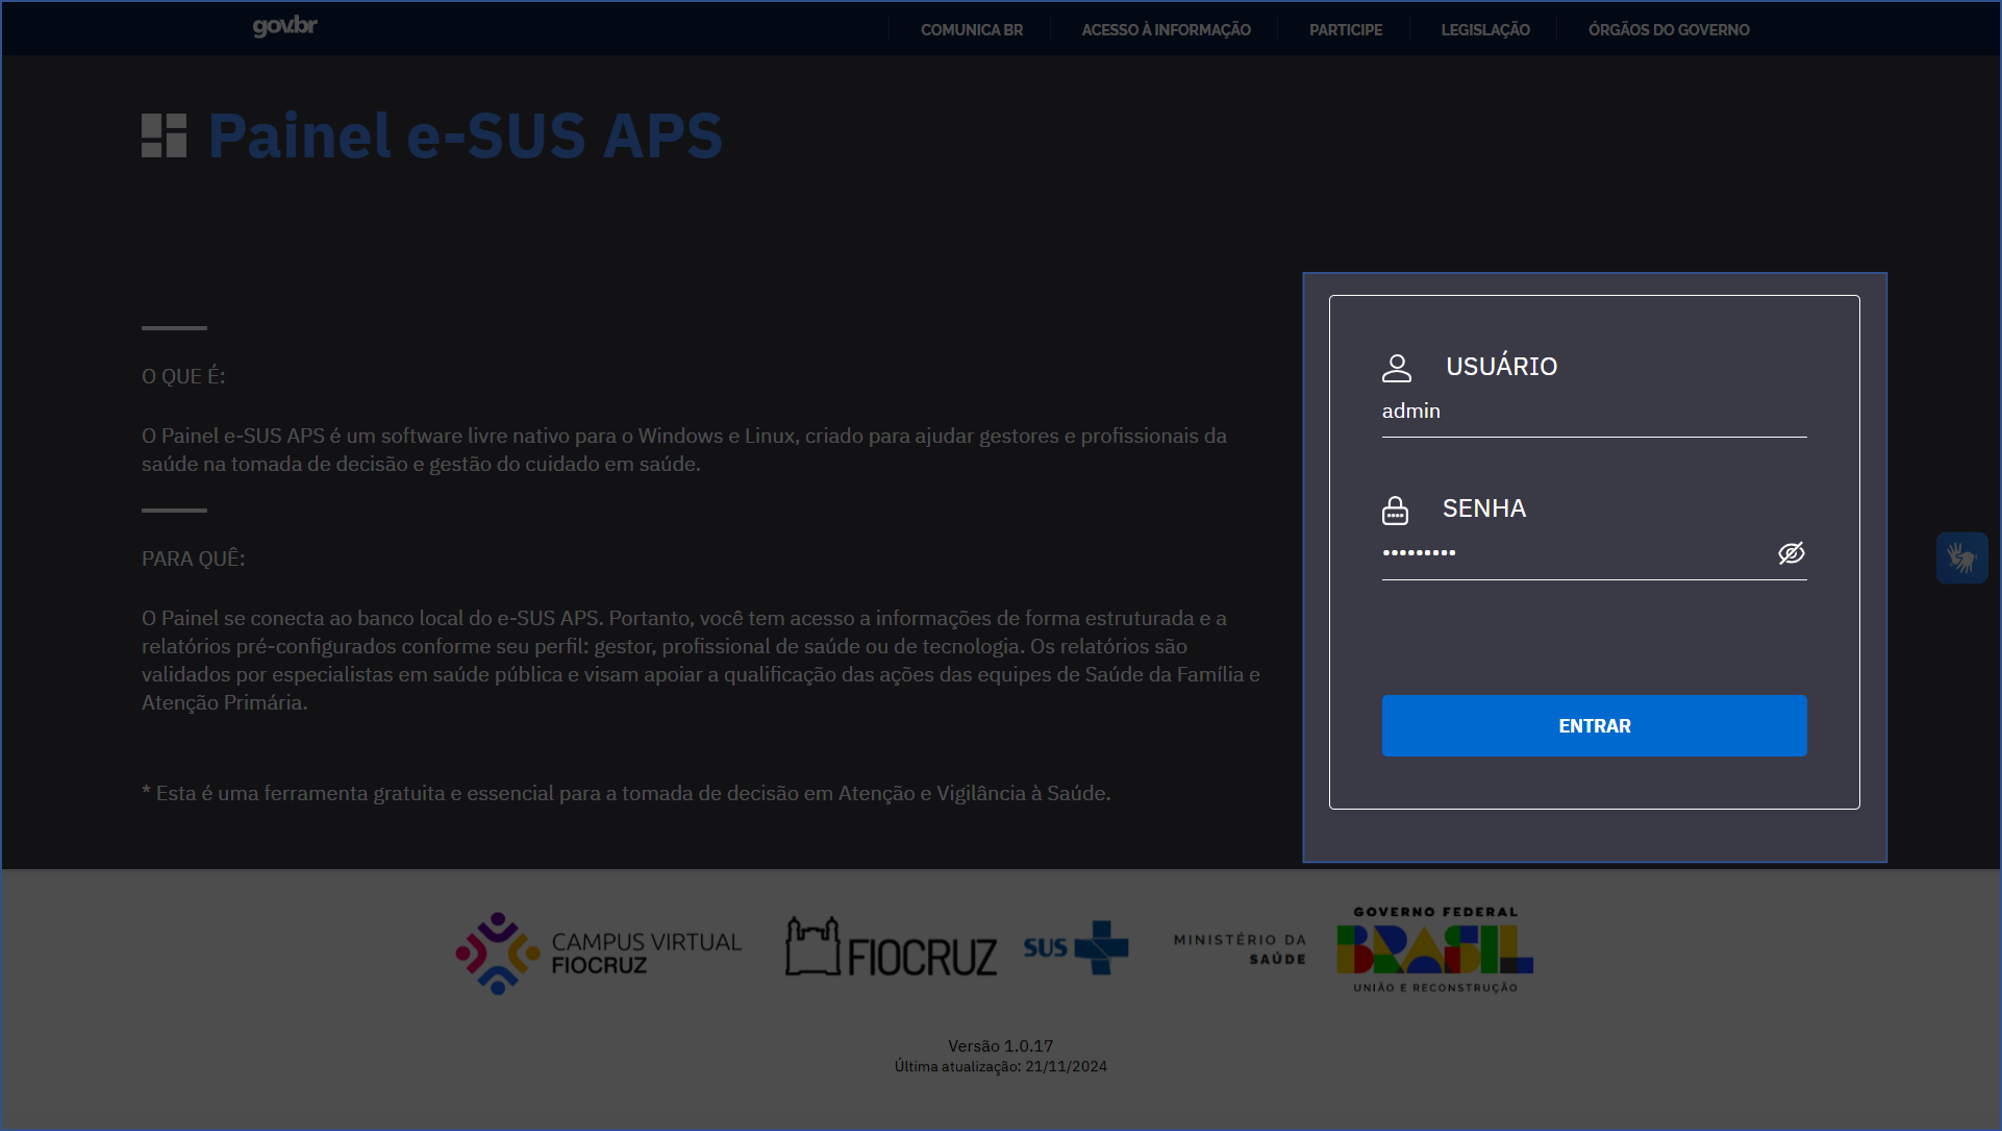 gov.br
COMUNICA BR
ACESSO À INFORMAÇÃO
PARTICIPE
LEGISLAÇÃO
ÓRGÃOS DO GOVERNO
Painel e-SUS APS
O QUE É:
O Painel e-SUS APS é um software livre nativo para o Windows e Linux, criado para ajudar gestores e profissionais da
saúde na tomada de decisão e gestão do cuidado em saúde.
PARA QUÊ:
O Painel se conecta ao banco local do e-SUS APS. Portanto, você tem acesso a informações de forma estruturada e a
relatórios pré-configurados conforme seu perfil: gestor, profissional de saúde ou de tecnologia. Os relatórios são
validados por especialistas em saúde pública e visam apoiar a qualificação das ações das equipes de Saúde da Família e
Atenção Primária.
* Esta é uma ferramenta gratuita e essencial para a tomada de decisão em Atenção e Vigilância à Saúde.
USUÁRIO
admin
SENHA
•••••••••
ENTRAR
CAMPUS VIRTUAL
FIOCRUZ
FIOCRUZ
SUS
MINISTÉRIO DA
SAÚDE
GOVERNO FEDERAL
BRASIL
UNIÃO E RECONSTRUÇÃO
Versão 1.0.17
Última atualização: 21/11/2024